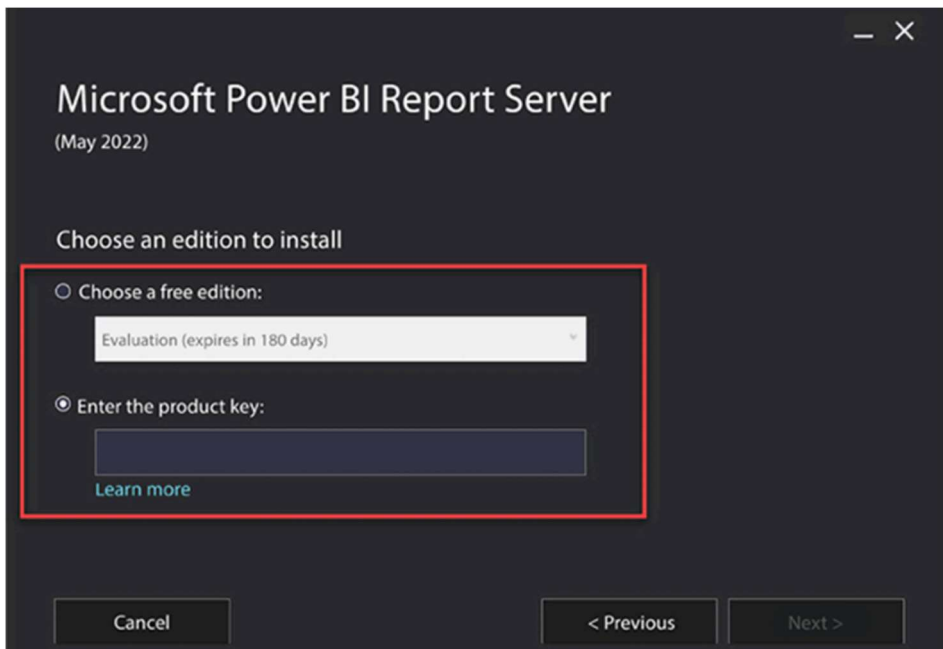 Microsoft Power BI Report Server
(May 2022)
Choose an edition to install
Choose a free edition:
Evaluation (expires in 180 days)
Enter the product key:
Learn more
Cancel
< Previous
Next >